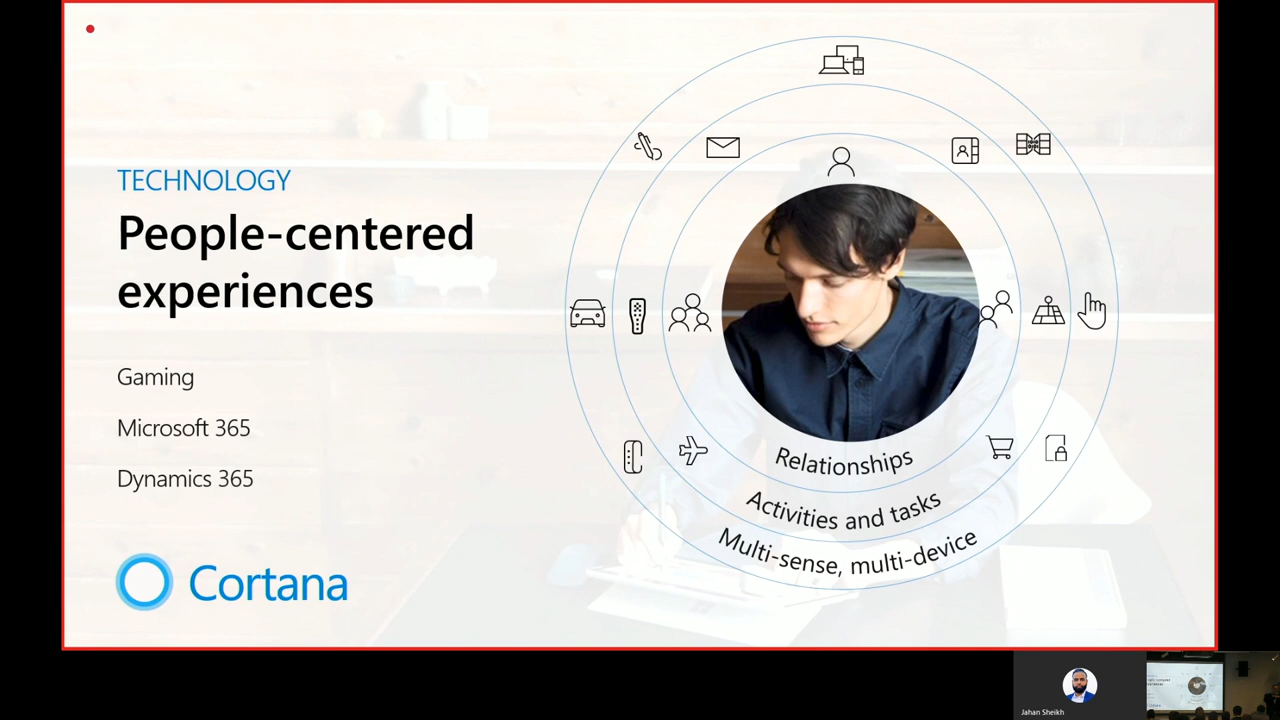 TECHNOLOGY
People-centered
experiences
Gaming
Microsoft 365
Dynamics 365
Cortana
Relationships
Activities and tasks
Multi-sense, multi-device
Jahan Sheikh